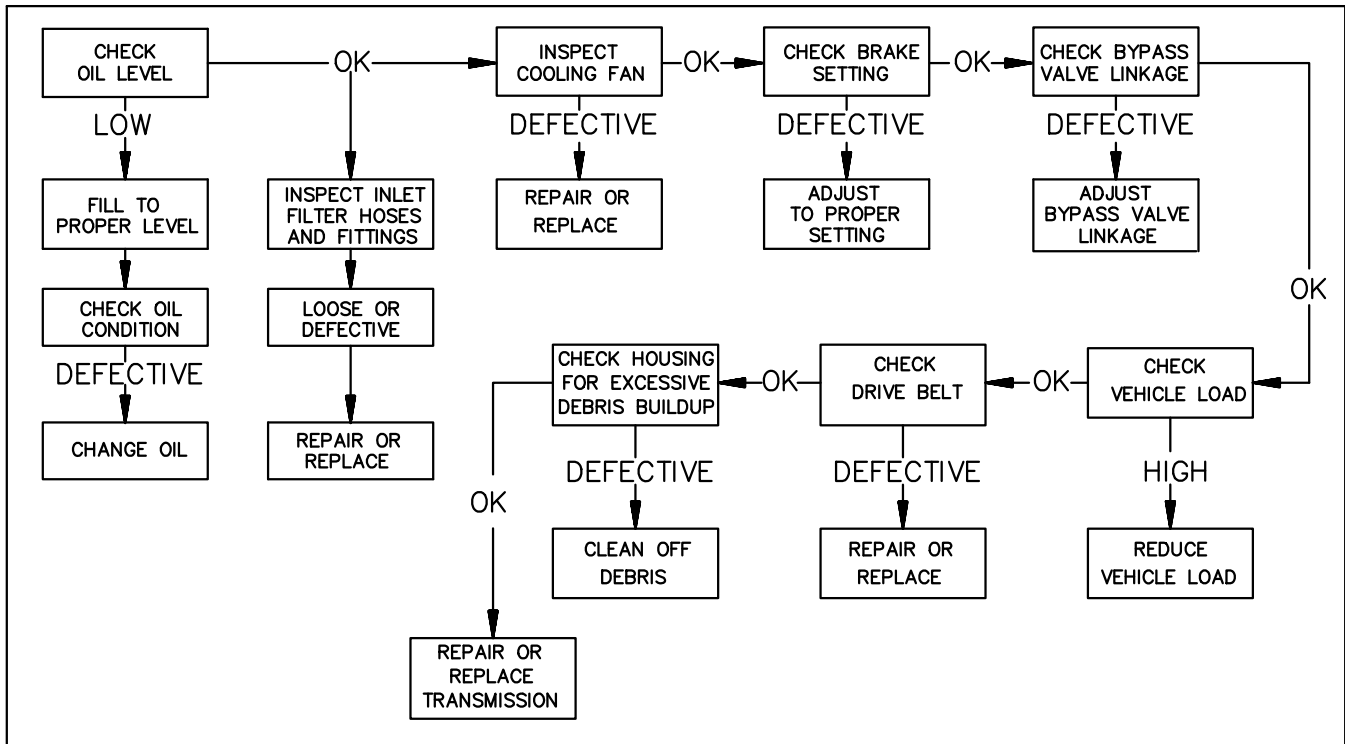 CHECK
OIL LEVEL
OK
INSPECT
COOLING FAN
OK
CHECK BRAKE
SETTING
OK
CHECK BYPASS
VALVE LINKAGE
LOW
DEFECTIVE
DEFECTIVE
DEFECTIVE
FILL TO
PROPER LEVEL
INSPECT INLET
FILTER HOSES
AND FITTINGS
REPAIR OR
REPLACE
ADJUST
TO PROPER
SETTING
ADJUST
BYPASS VALVE
LINKAGE
OK
CHECK OIL
CONDITION
LOOSE OR
DEFECTIVE
DEFECTIVE
CHECK HOUSING
FOR EXCESSIVE
DEBRIS BUILDUP
OK
CHECK
DRIVE BELT
OK
CHECK
VEHICLE LOAD
CHANGE OIL
REPAIR OR
REPLACE
OK
DEFECTIVE
DEFECTIVE
HIGH
CLEAN OFF
DEBRIS
REPAIR OR
REPLACE
REDUCE
VEHICLE LOAD
REPAIR OR
REPLACE
TRANSMISSION